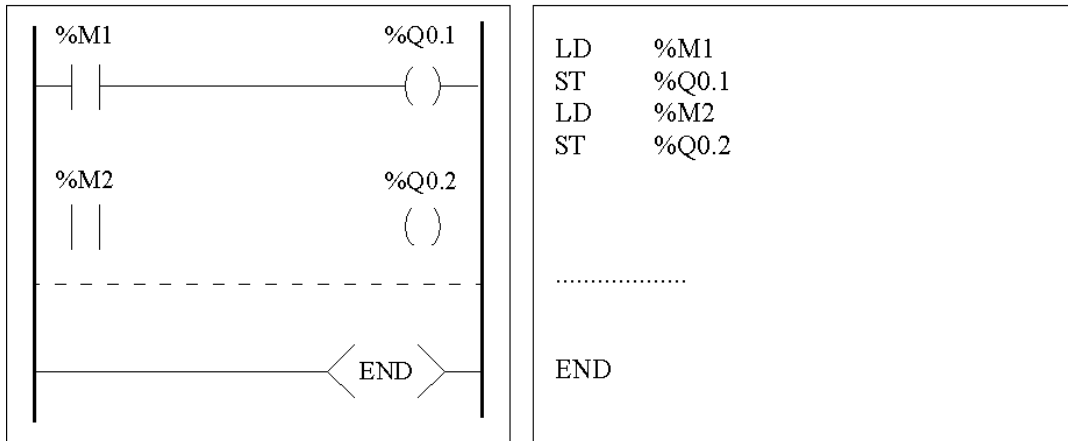 %M1 %Q0.1
%M2 %Q0.2
END
LD %M1
ST %Q0.1
LD %M2
ST %Q0.2
...................
END